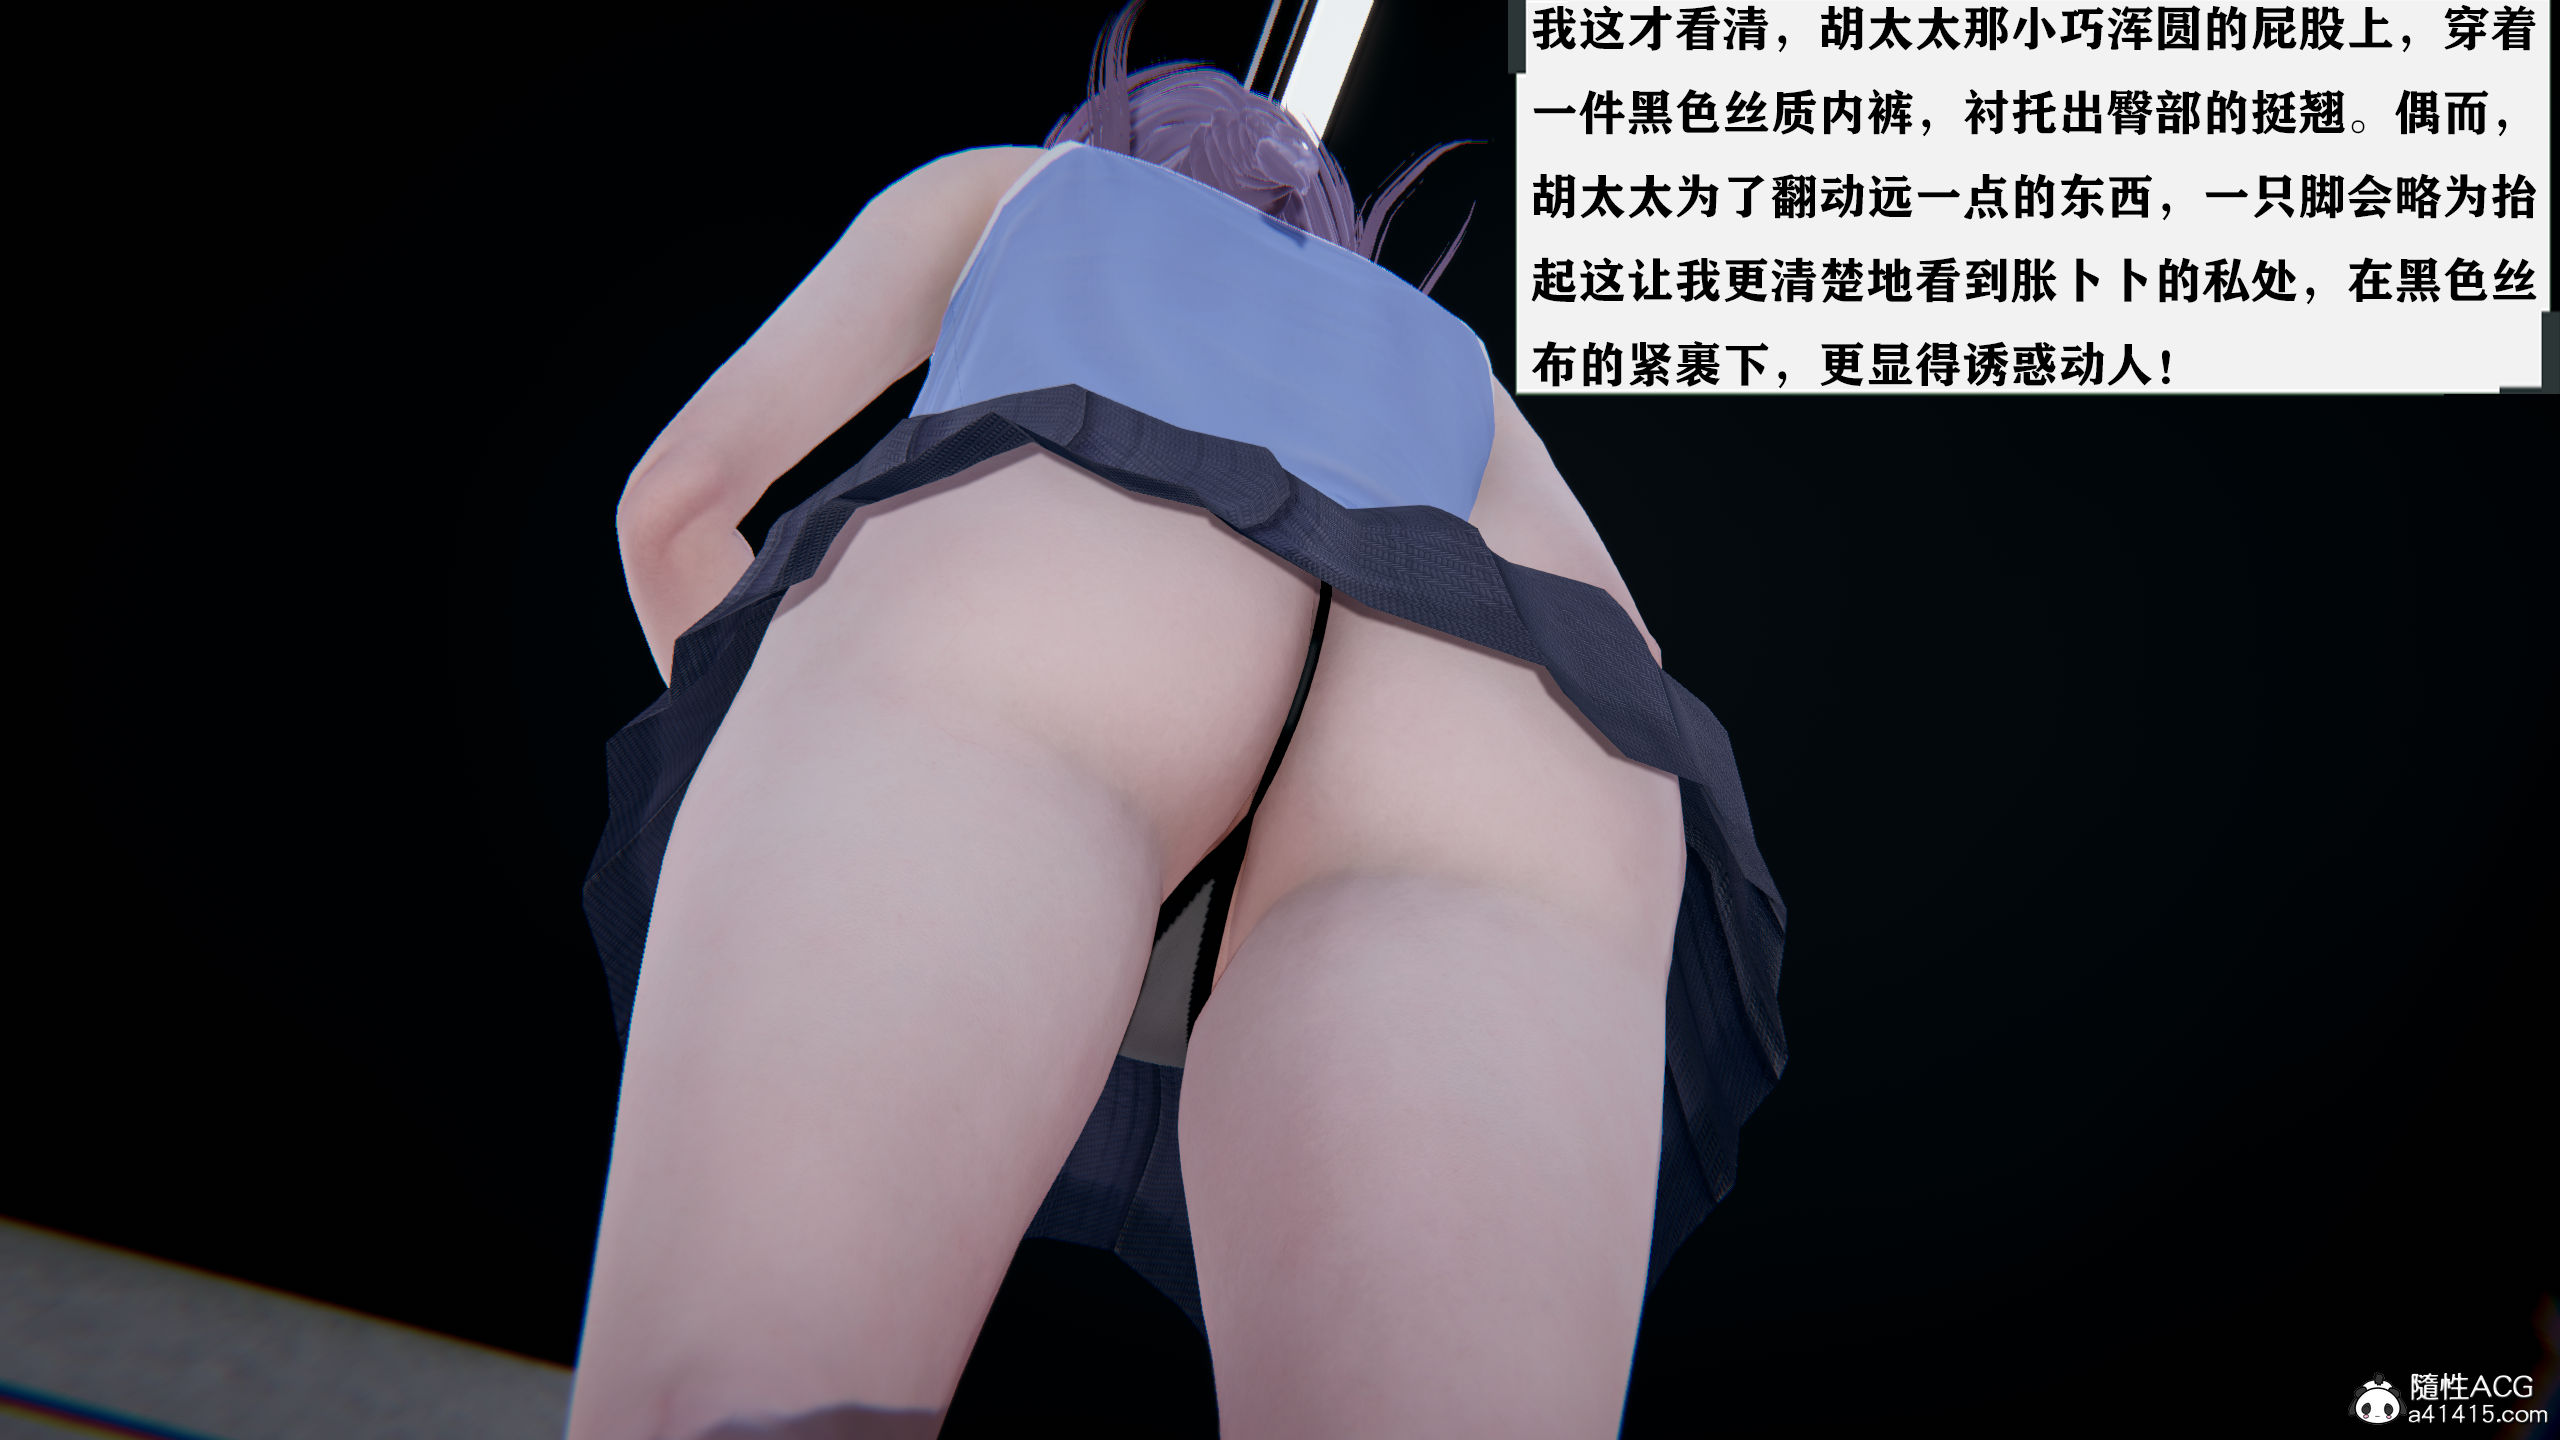 我这才看清，胡太太那小巧浑圆的屁股上，穿着
一件黑色丝质内裤，衬托出臀部的挺翘。偶而，
胡太太为了翻动远一点的东西，一只脚会略为抬
起这让我更清楚地看到胀卜卜的私处，在黑色丝
布的紧裹下，更显得诱惑动人！
隨性ACG
a41415.com